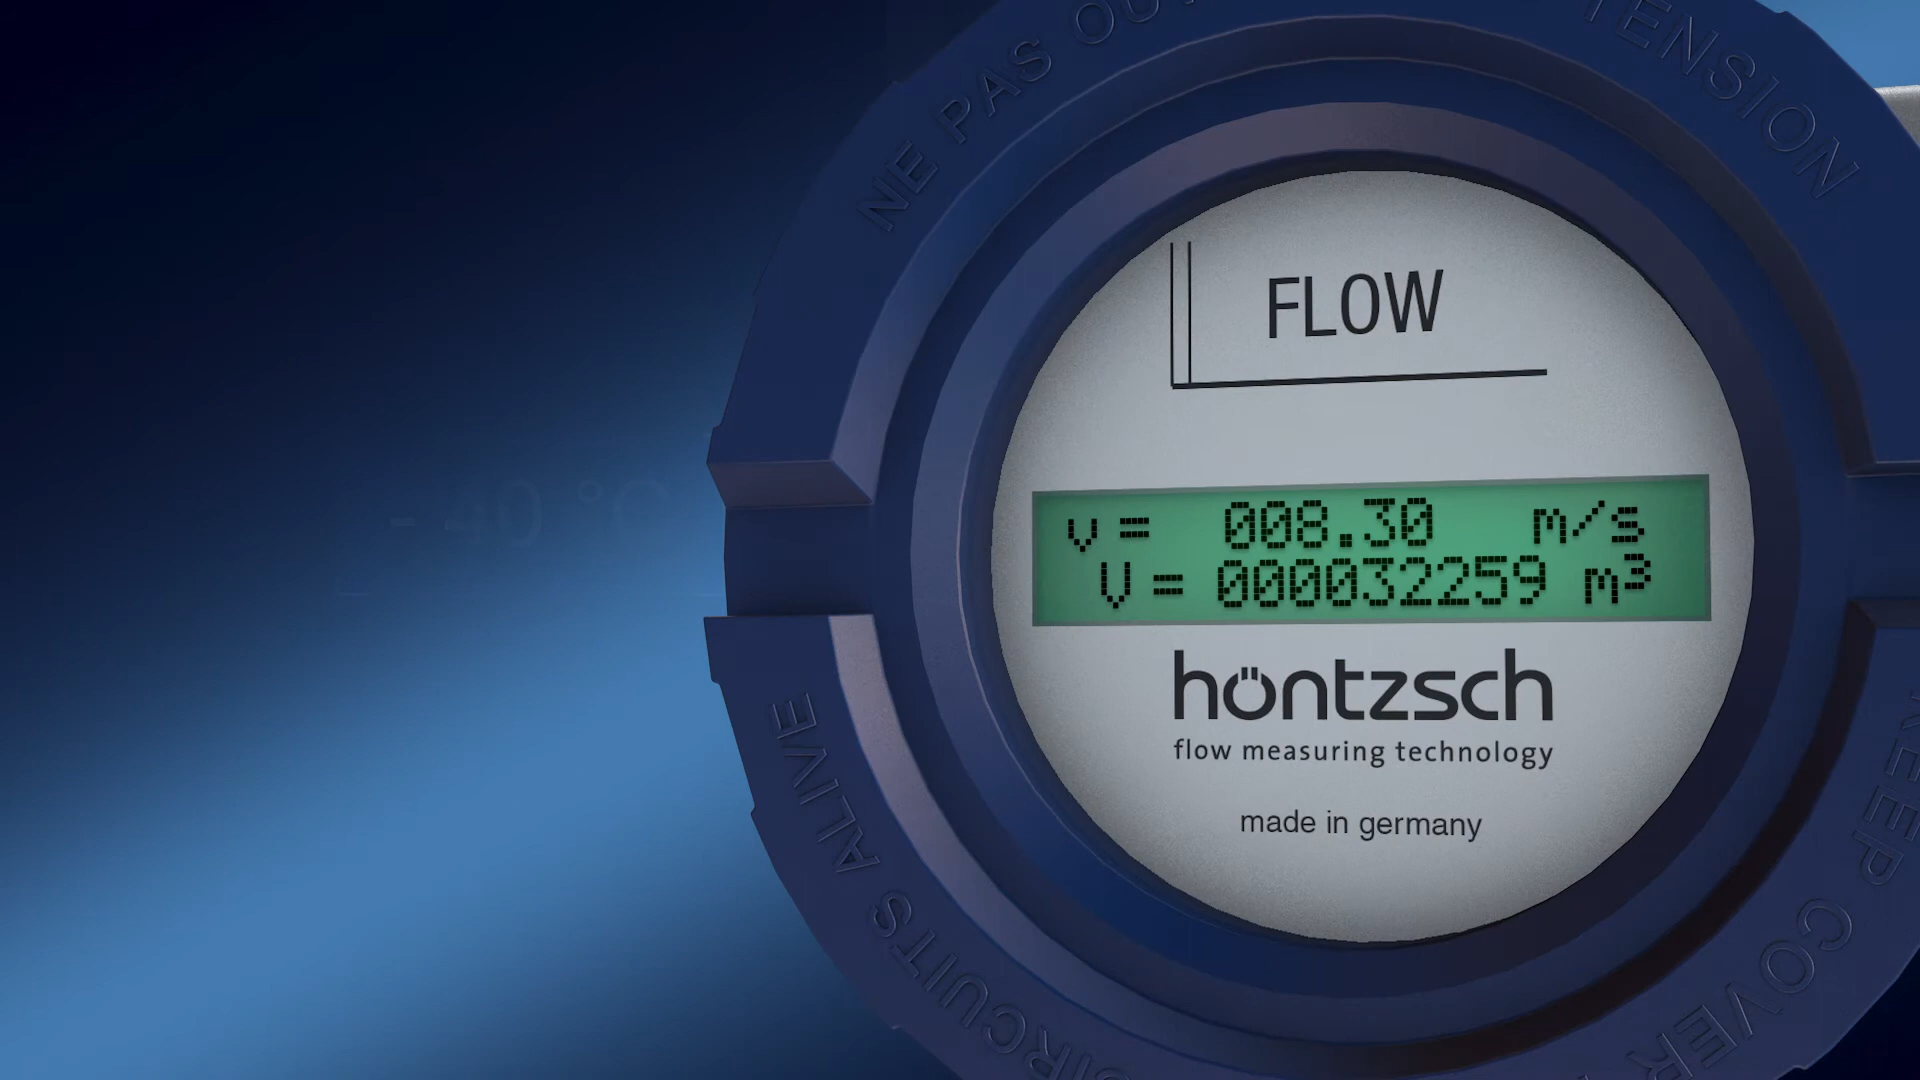 NE PAS OU
TENSION
FLOW
v = 008.30 m/s
V = 000032259 m³
höntzsch
flow measuring technology
made in germany
KEEP COVER
CIRCUITS ALIVE
- 40 °C